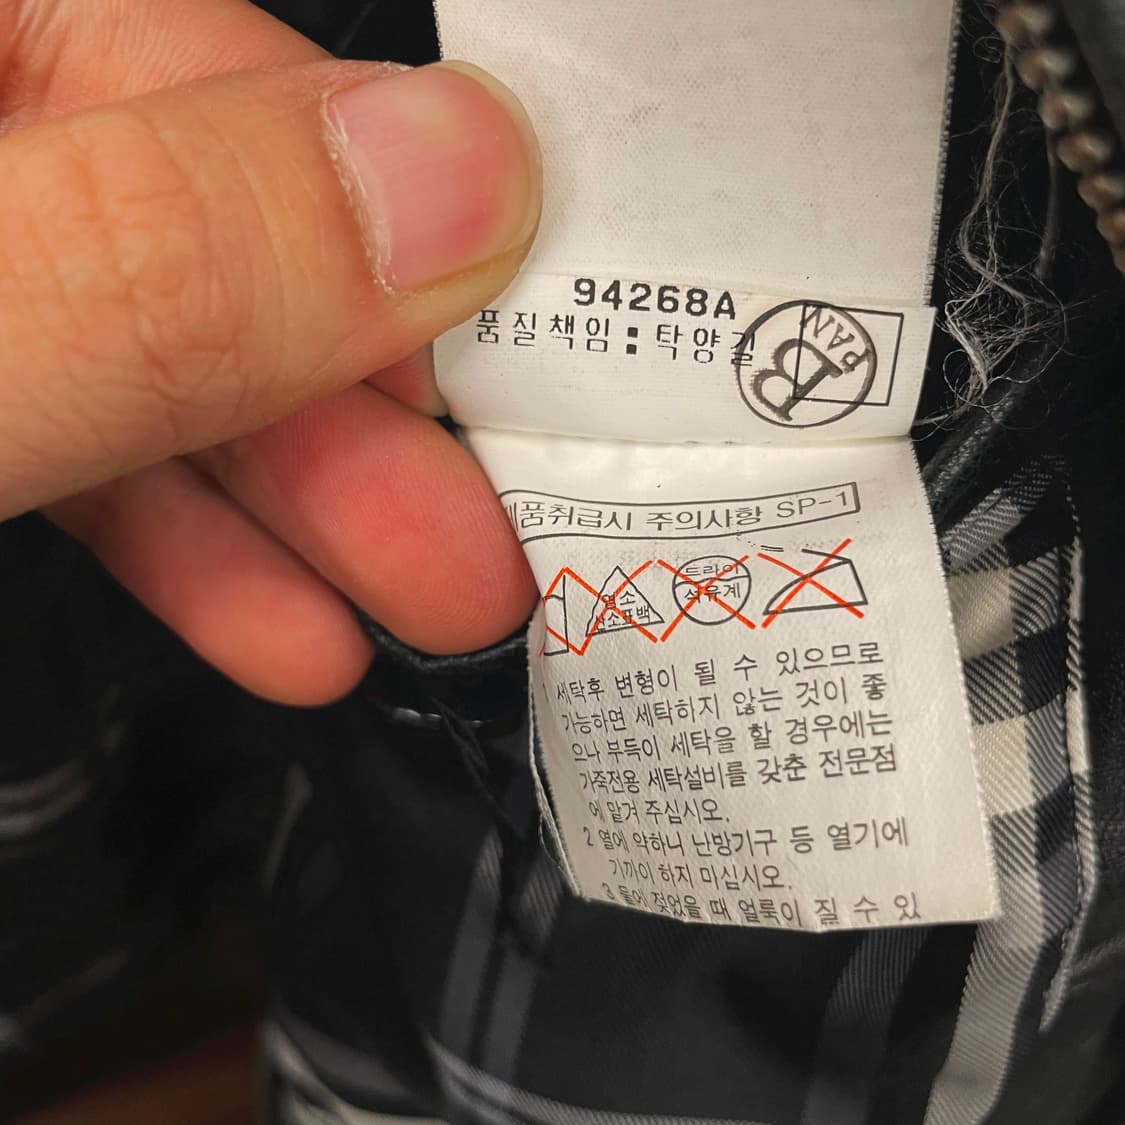 94268A
품질책임 : 탁양길
BPAN
제품취급시 주의사항 SP-1
염소
산소표백
드라이
석유계
1 세탁후 변형이 될 수 있으므로
가능하면 세탁하지 않는 것이 좋
으나 부득이 세탁을 할 경우에는
가죽전용 세탁설비를 갖춘 전문점
에 맡겨 주십시오.
2 열에 약하니 난방기구 등 열기에
가까이 하지 미십시오.
3 물에 젖었을 때 얼룩이 질 수 있